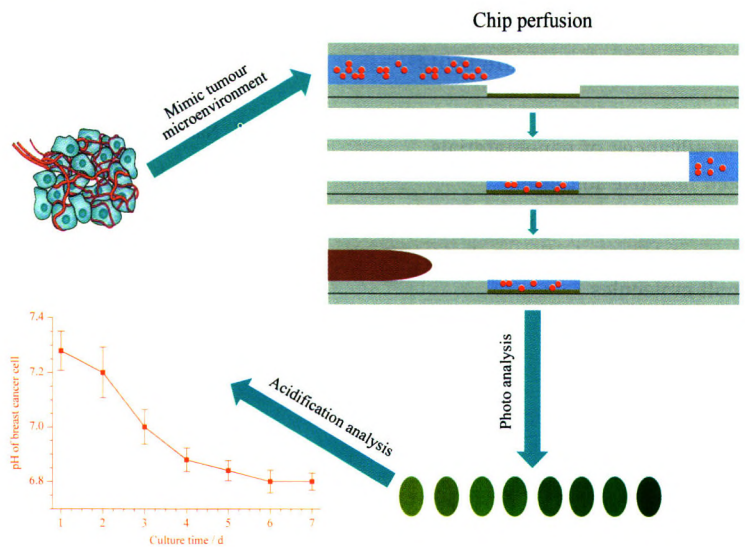 Chip perfusion
Mimic tumour
microenvironment
Photo analysis
Acidification analysis
pH of breast cancer cell
7.4
7.2
7.0
6.8
1 2 3 4 5 6 7
Culture time / d